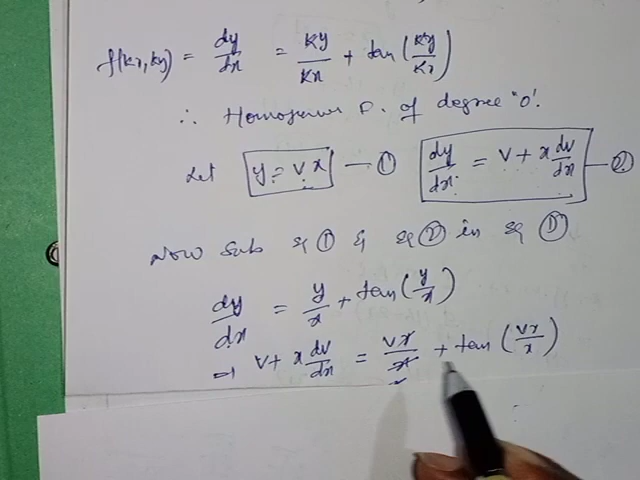 f(kx, ky) = dy/dx = ky/kx + tan(ky/kx)
∴ Homogeneous D. of degree "0".
Let y = vx — ① dy/dx = v + x dv/dx — ②
Now Sub eq ① & eq ② in eq ①
dy/dx = y/x + tan(y/x)
⇒ v + x dv/dx = vx/x + tan(vx/x)